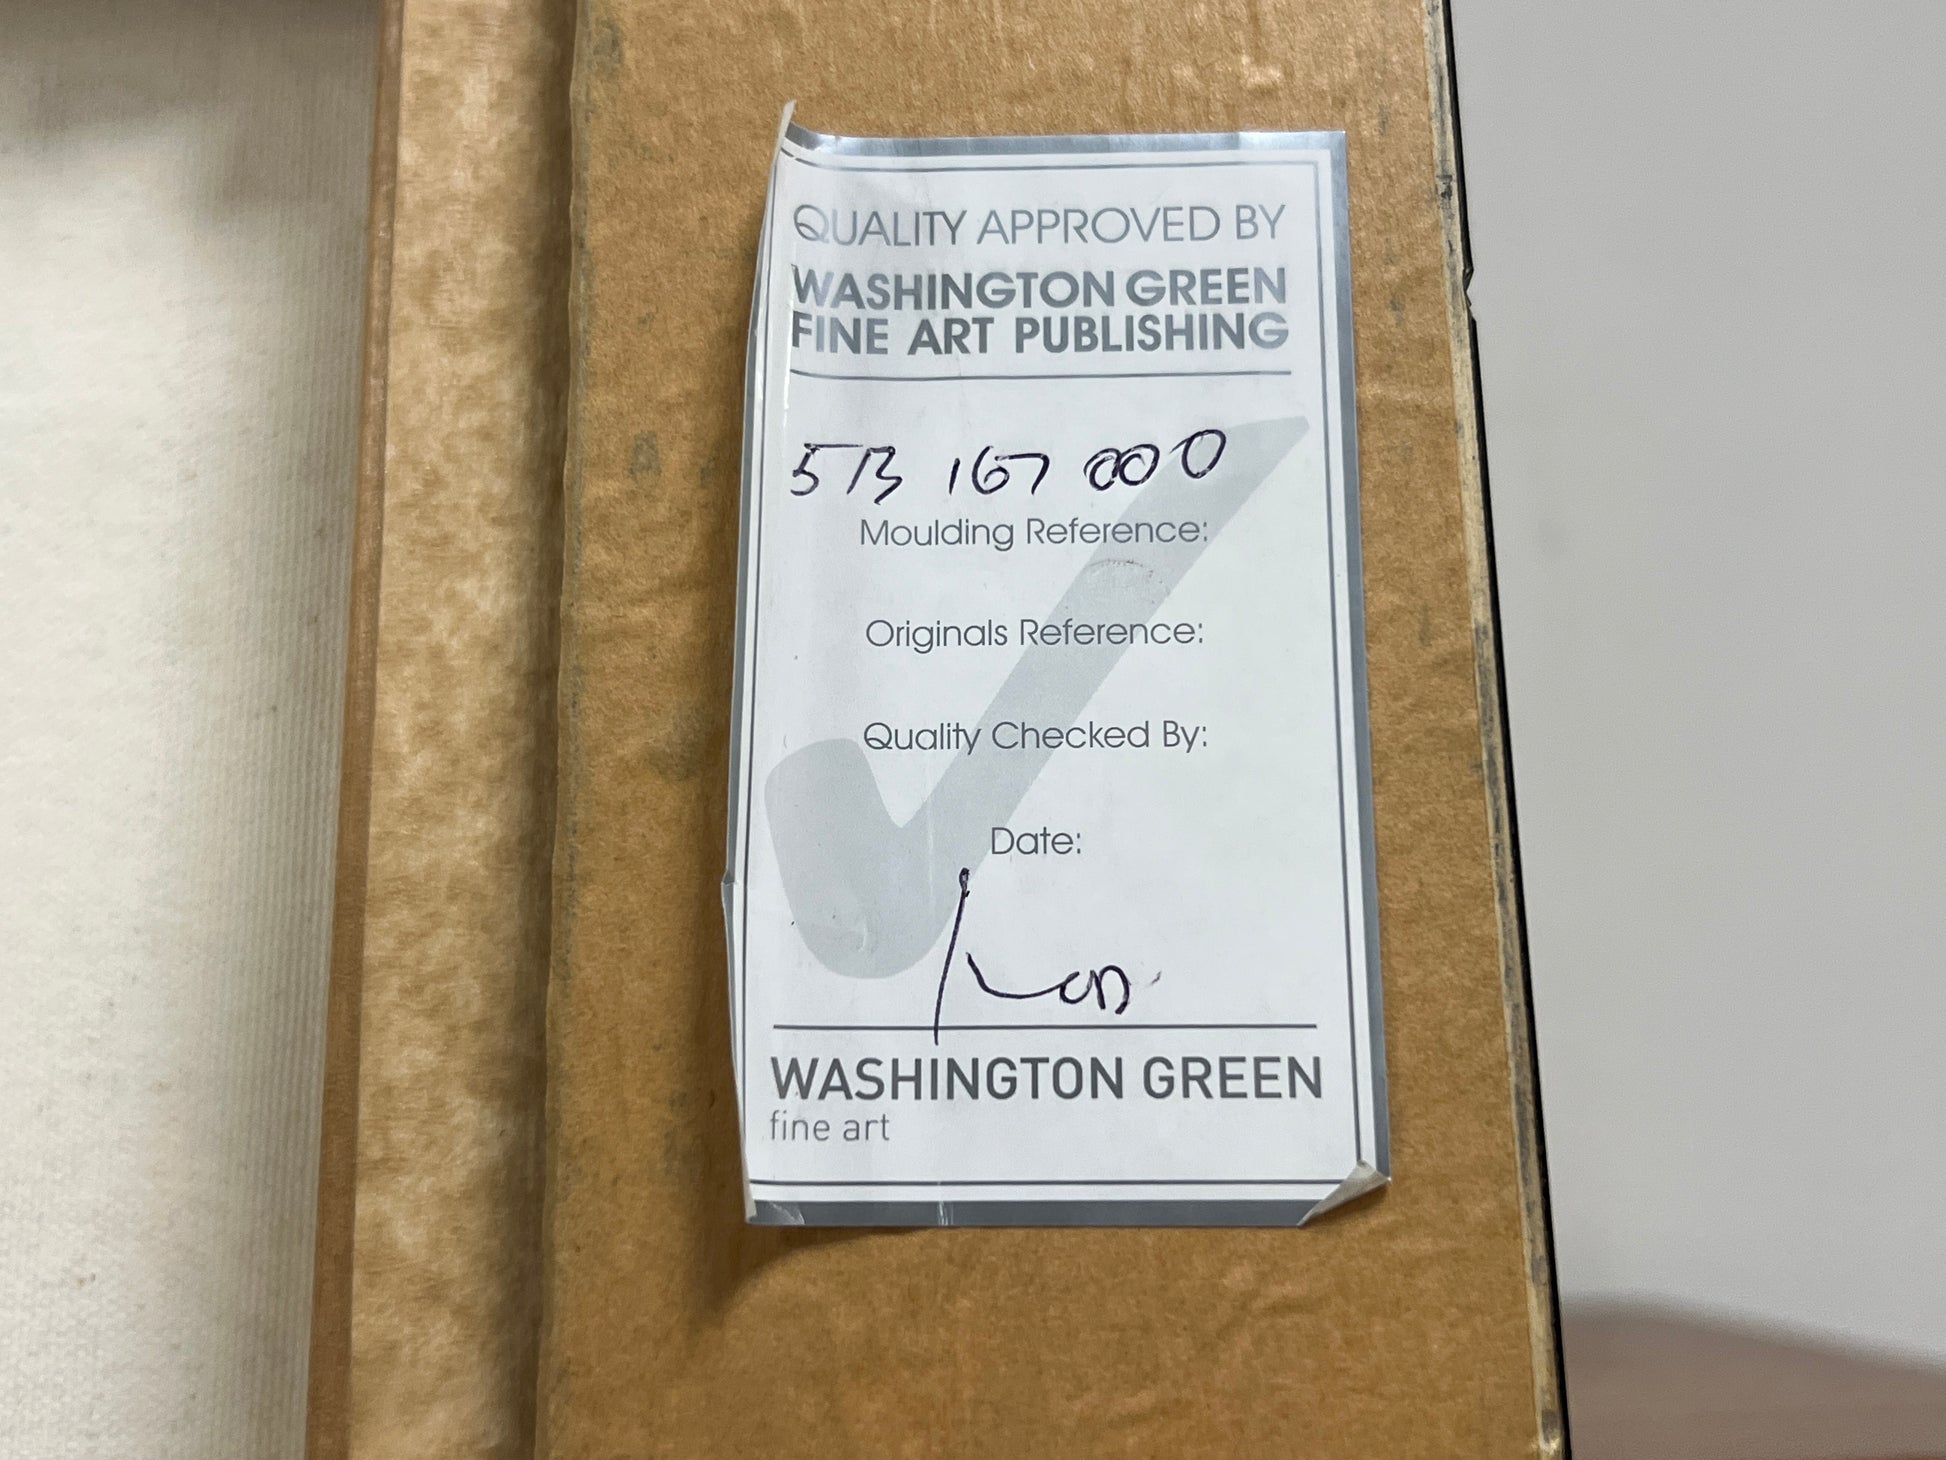 QUALITY APPROVED BY
WASHINGTON GREEN
FINE ART PUBLISHING
513 167 000
Moulding Reference:
Originals Reference:
Quality Checked By:
Date:
WASHINGTON GREEN
fine art